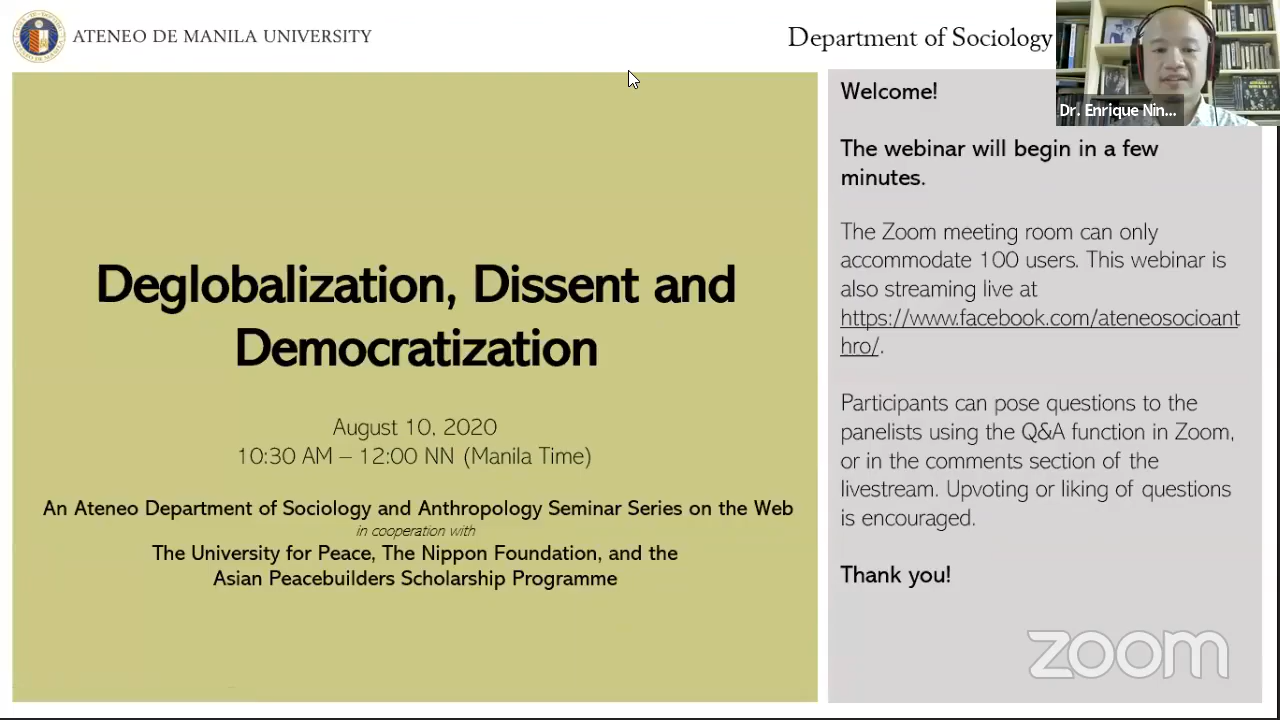 ATENEO DE MANILA UNIVERSITY
Department of Sociology
Dr. Enrique Nin...
Deglobalization, Dissent and
Democratization
August 10, 2020
10:30 AM – 12:00 NN (Manila Time)
An Ateneo Department of Sociology and Anthropology Seminar Series on the Web
in cooperation with
The University for Peace, The Nippon Foundation, and the
Asian Peacebuilders Scholarship Programme
Welcome!
The webinar will begin in a few
minutes.
The Zoom meeting room can only
accommodate 100 users. This webinar is
also streaming live at
https://www.facebook.com/ateneosocioant
hro/.
Participants can pose questions to the
panelists using the Q&A function in Zoom,
or in the comments section of the
livestream. Upvoting or liking of questions
is encouraged.
Thank you!
zoom